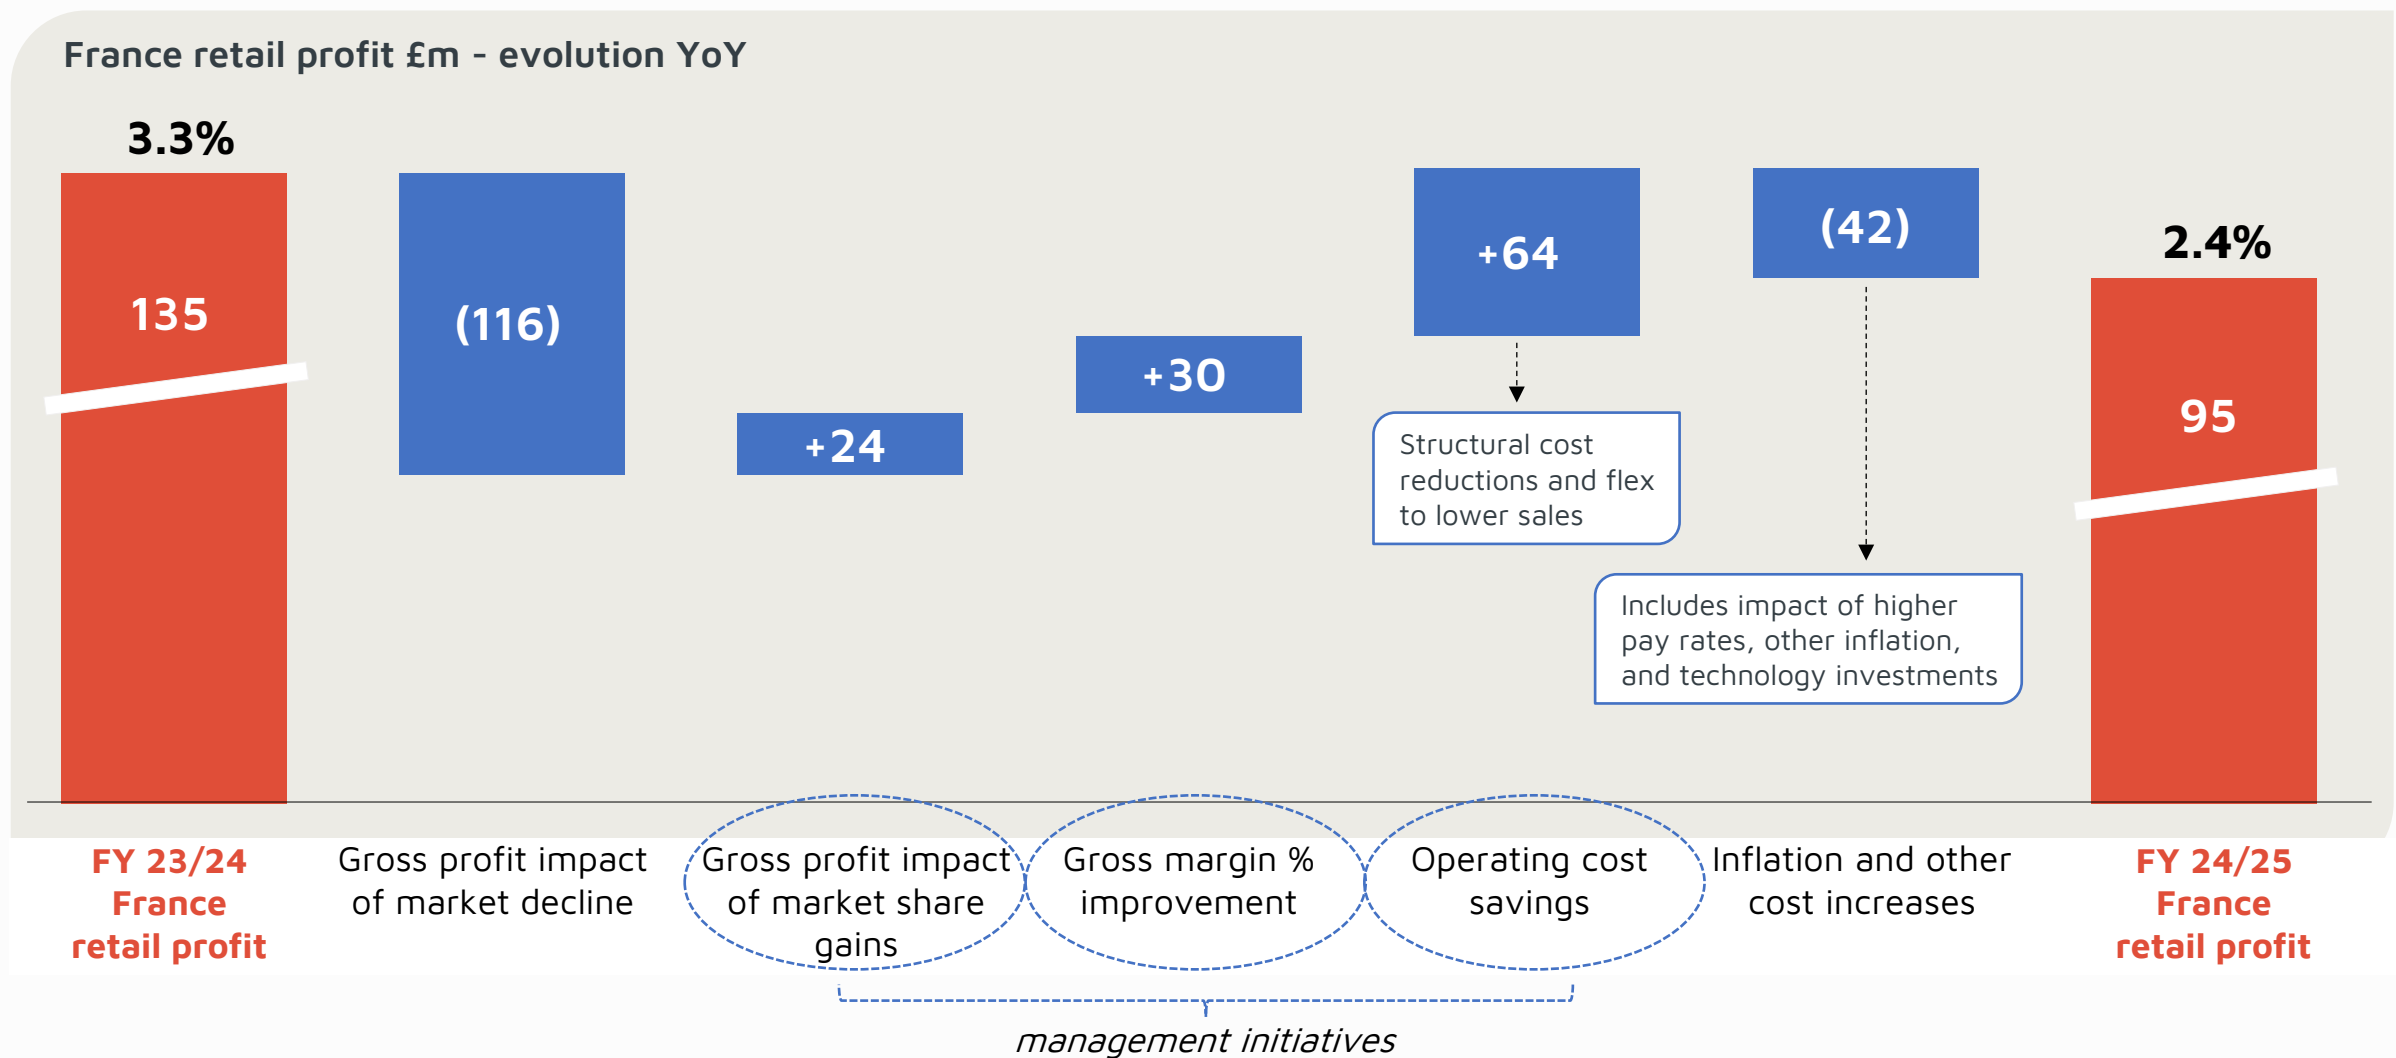 France retail profit £m - evolution YoY
3.3%
135
(116)
+24
+30
+64
(42)
2.4%
95
Structural cost
reductions and flex
to lower sales
Includes impact of higher
pay rates, other inflation,
and technology investments
FY 23/24
France
retail profit
Gross profit impact
of market decline
Gross profit impact
of market share
gains
Gross margin %
improvement
Operating cost
savings
Inflation and other
cost increases
FY 24/25
France
retail profit
management initiatives